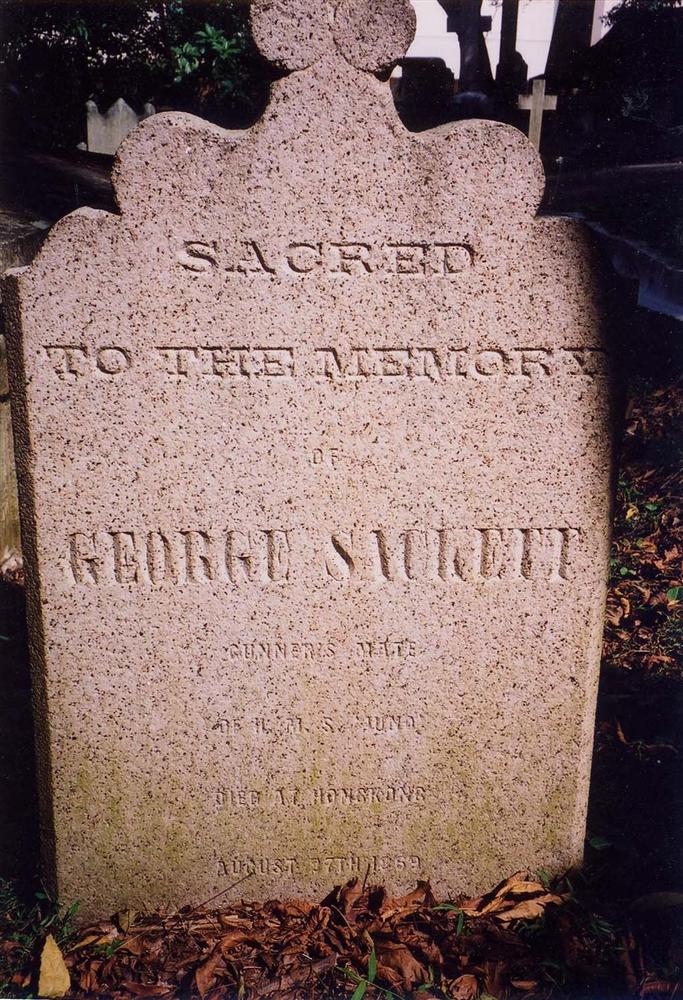 SACRED
TO THE MEMORY
OF
GEORGE SACKETT
GUNNER'S MATE
OF H. M. S. JUNO
DIED AT HONGKONG
AUGUST 27TH 1869